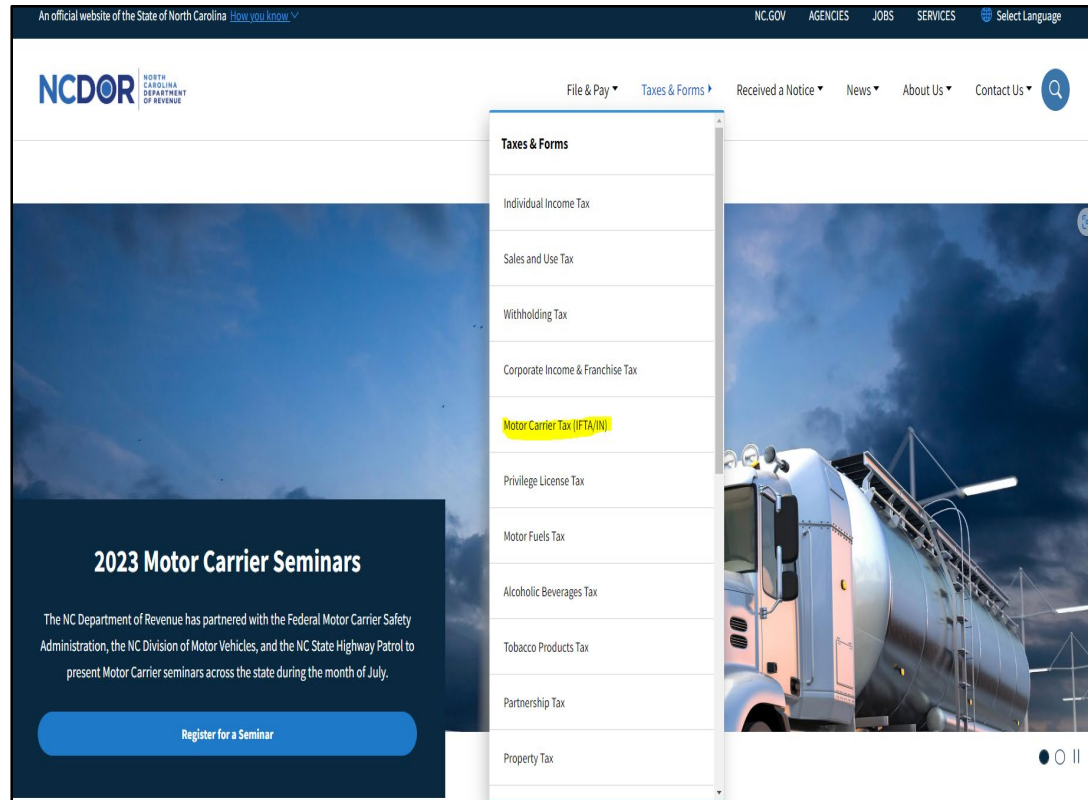 An official website of the State of North Carolina How you know
NC.GOV AGENCIES JOBS SERVICES Select Language
NCDOR NORTH
CAROLINA
DEPARTMENT
OF REVENUE
File & Pay Taxes & Forms Received a Notice News About Us Contact Us
Taxes & Forms
Individual Income Tax
Sales and Use Tax
Withholding Tax
Corporate Income & Franchise Tax
Motor Carrier Tax (IFTA/IN)
Privilege License Tax
Motor Fuels Tax
Alcoholic Beverages Tax
Tobacco Products Tax
Partnership Tax
Property Tax
2023 Motor Carrier Seminars
The NC Department of Revenue has partnered with the Federal Motor Carrier Safety
Administration, the NC Division of Motor Vehicles, and the NC State Highway Patrol to
present Motor Carrier seminars across the state during the month of July.
Register for a Seminar